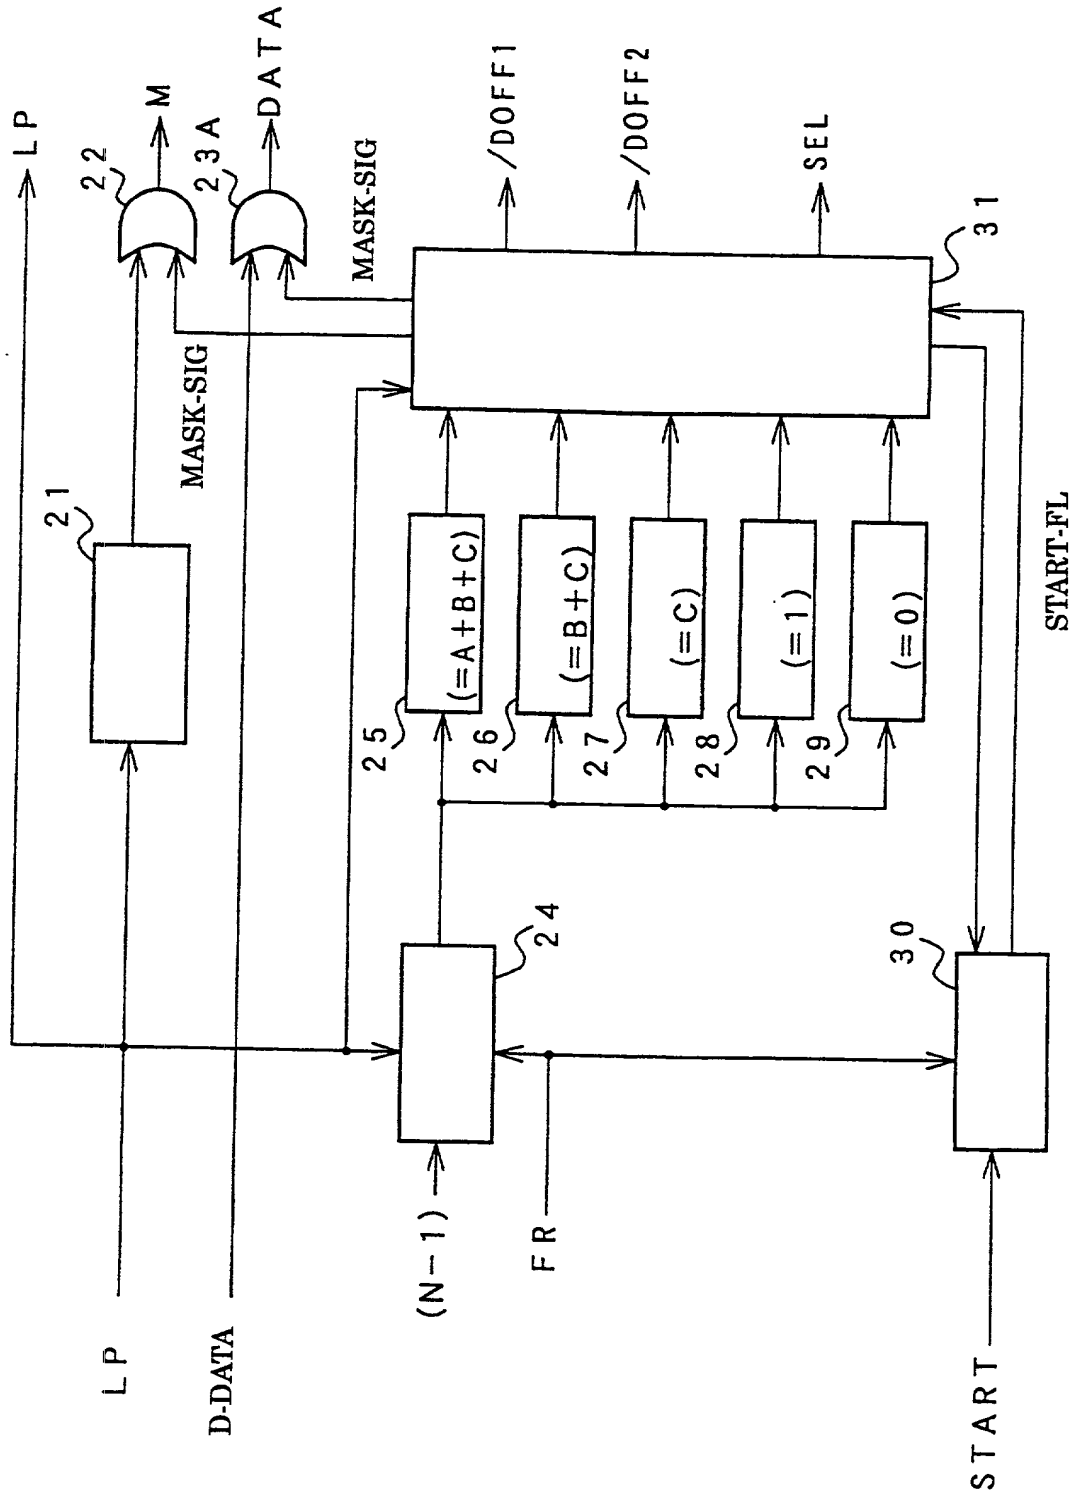 LP
M
DATA
22
23A
MASK-SIG
MASK-SIG
21
/DOFF1
/DOFF2
SEL
31
25
(=A+B+C)
26
(=B+C)
27
(=C)
28
(=1)
29
(=0)
24
30
START-FL
LP
D-DATA
(N-1)
FR
START